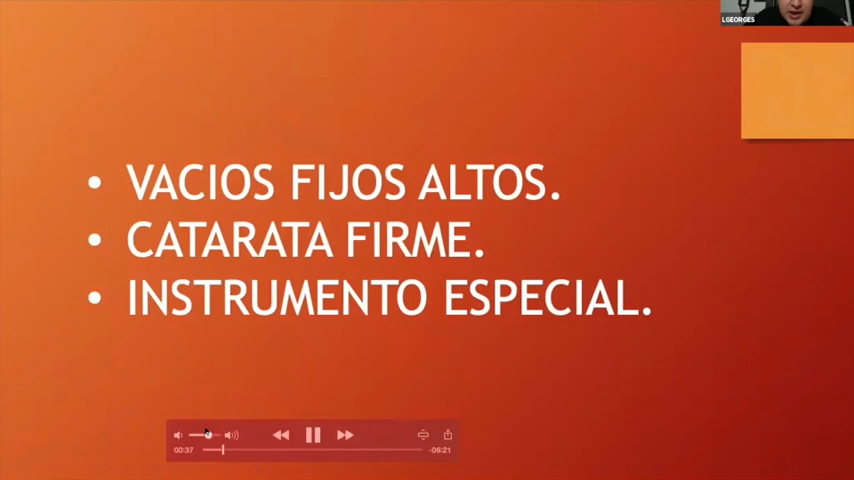 LGEORGES
• VACIOS FIJOS ALTOS.
• CATARATA FIRME.
• INSTRUMENTO ESPECIAL.
00:37
-06:21